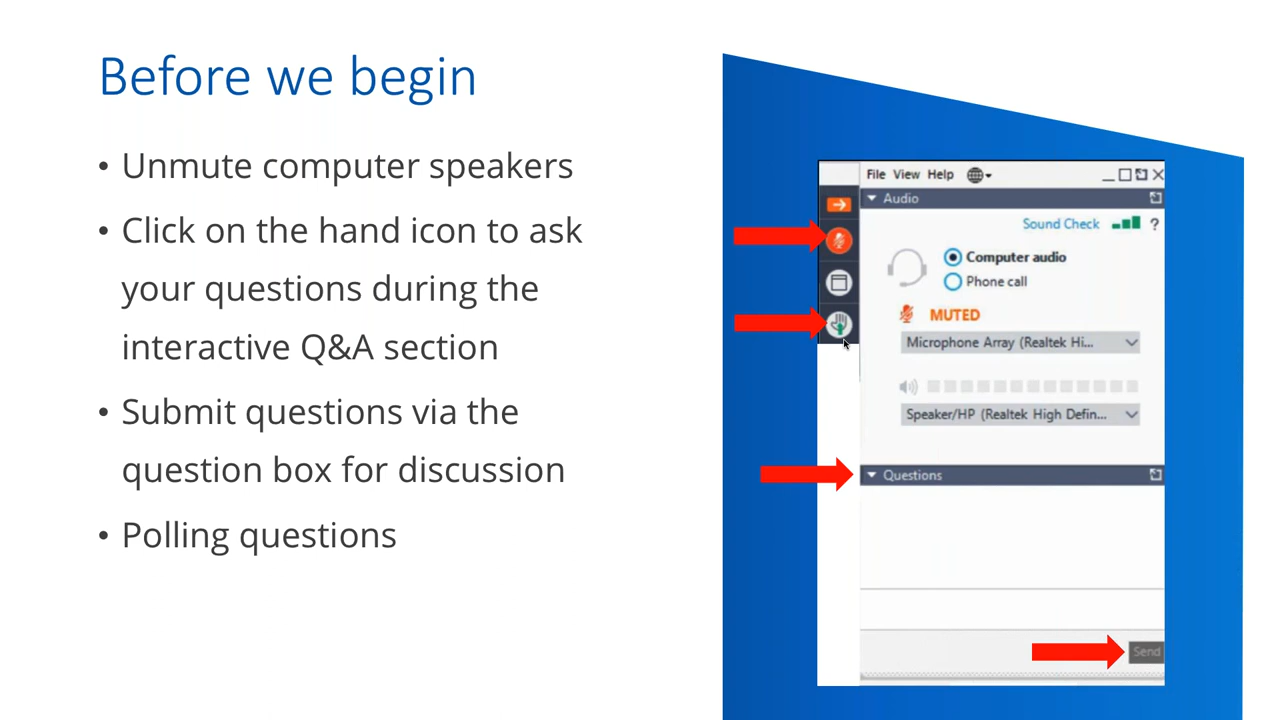 Before we begin
• Unmute computer speakers
• Click on the hand icon to ask
your questions during the
interactive Q&A section
• Submit questions via the
question box for discussion
• Polling questions
File View Help
Audio
Sound Check ?
Computer audio
Phone call
MUTED
Microphone Array (Realtek Hi...
Speaker/HP (Realtek High Defin...
Questions
Send